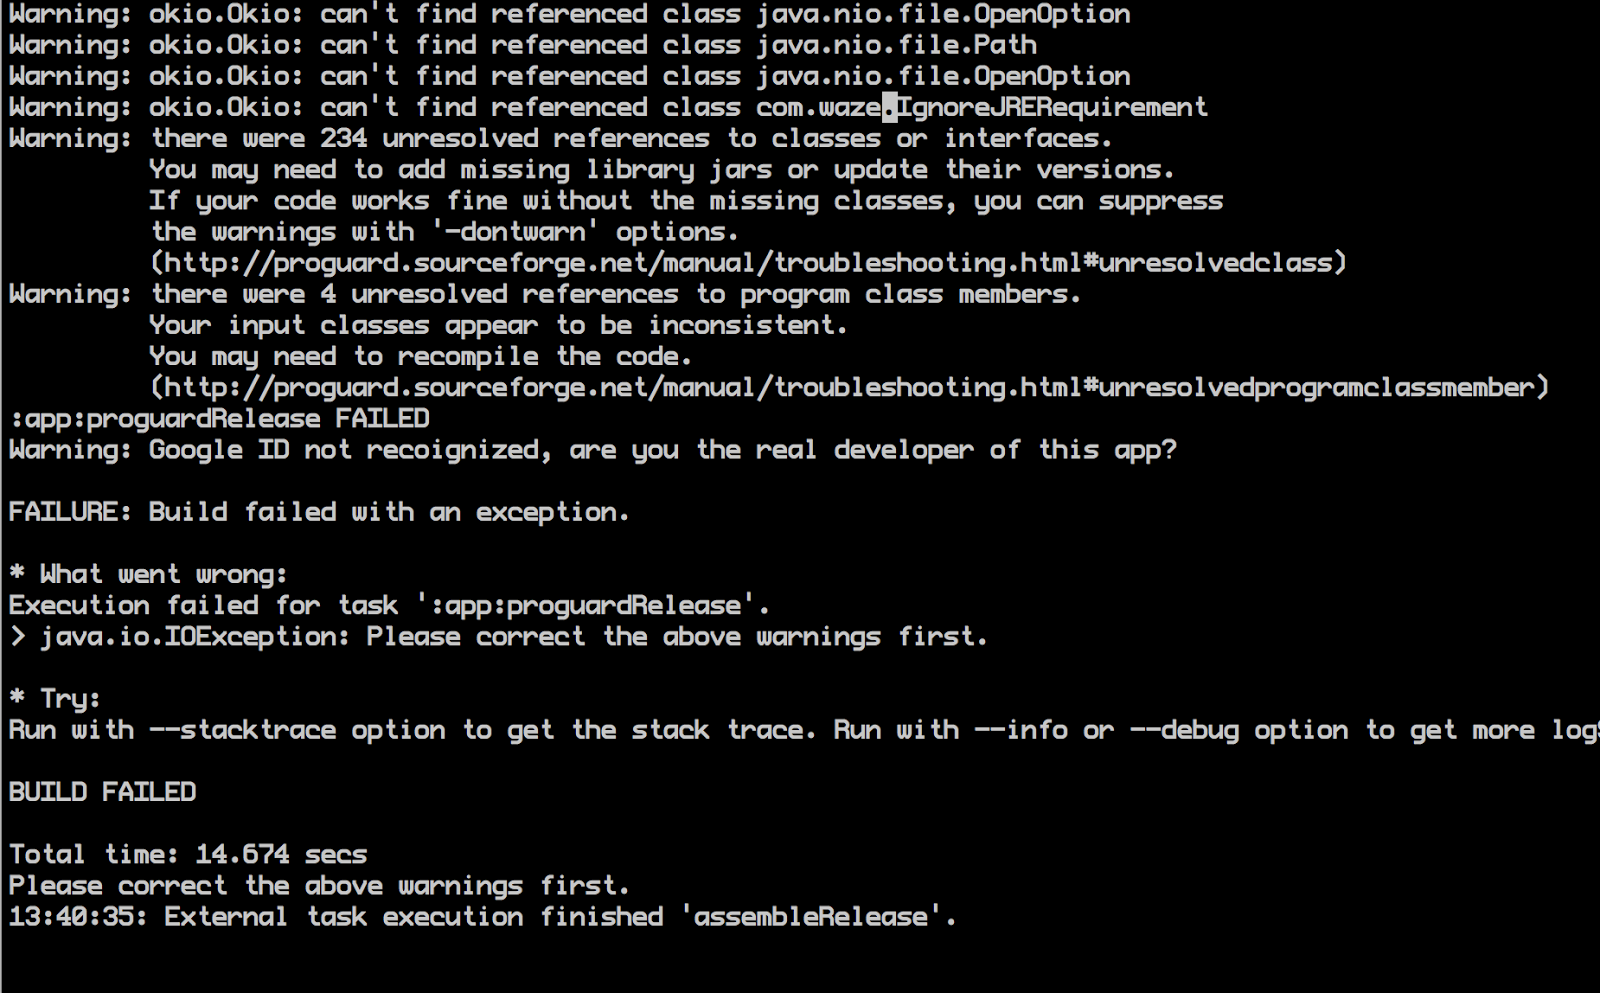 Warning: okio.Okio: can't find referenced class java.nio.file.OpenOption
Warning: okio.Okio: can't find referenced class java.nio.file.Path
Warning: okio.Okio: can't find referenced class java.nio.file.OpenOption
Warning: okio.Okio: can't find referenced class com.waze.IgnoreJRERequirement
Warning: there were 234 unresolved references to classes or interfaces.
You may need to add missing library jars or update their versions.
If your code works fine without the missing classes, you can suppress
the warnings with '-dontwarn' options.
(http://proguard.sourceforge.net/manual/troubleshooting.html#unresolvedclass)
Warning: there were 4 unresolved references to program class members.
Your input classes appear to be inconsistent.
You may need to recompile the code.
(http://proguard.sourceforge.net/manual/troubleshooting.html#unresolvedprogramclassmember)
:app:proguardRelease FAILED
Warning: Google ID not recoignized, are you the real developer of this app?
FAILURE: Build failed with an exception.
* What went wrong:
Execution failed for task ':app:proguardRelease'.
> java.io.IOException: Please correct the above warnings first.
* Try:
Run with --stacktrace option to get the stack trace. Run with --info or --debug option to get more log$
BUILD FAILED
Total time: 14.674 secs
Please correct the above warnings first.
13:40:35: External task execution finished 'assembleRelease'.